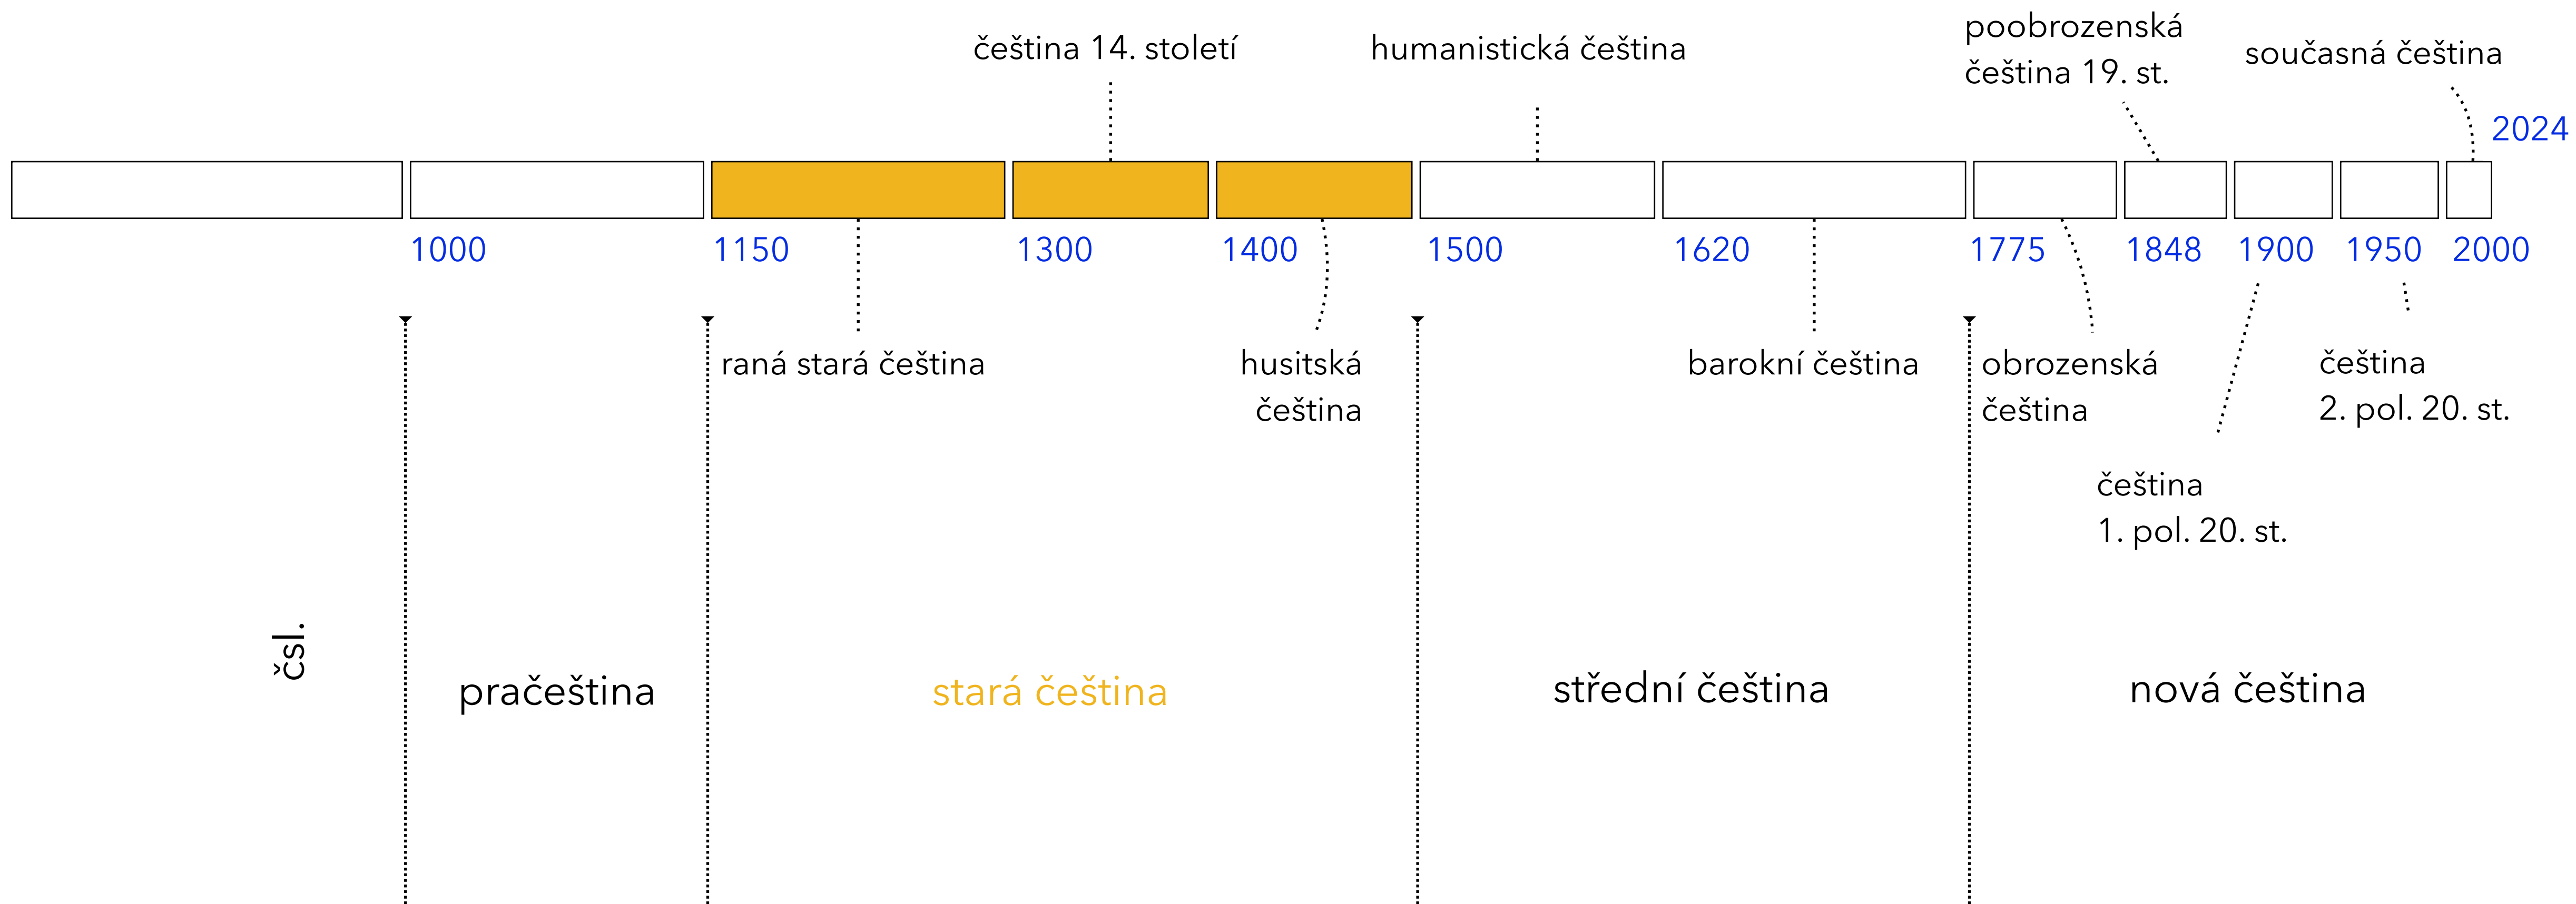 čeština 14. století
humanistická čeština
poobrozenská
čeština 19. st.
současná čeština
2024
1000
1150
1300
1400
1500
1620
1775
1848
1900
1950
2000
raná stará čeština
husitská
čeština
barokní čeština
obrozenská
čeština
čeština
2. pol. 20. st.
čeština
1. pol. 20. st.
čsl.
pračeština
stará čeština
střední čeština
nová čeština